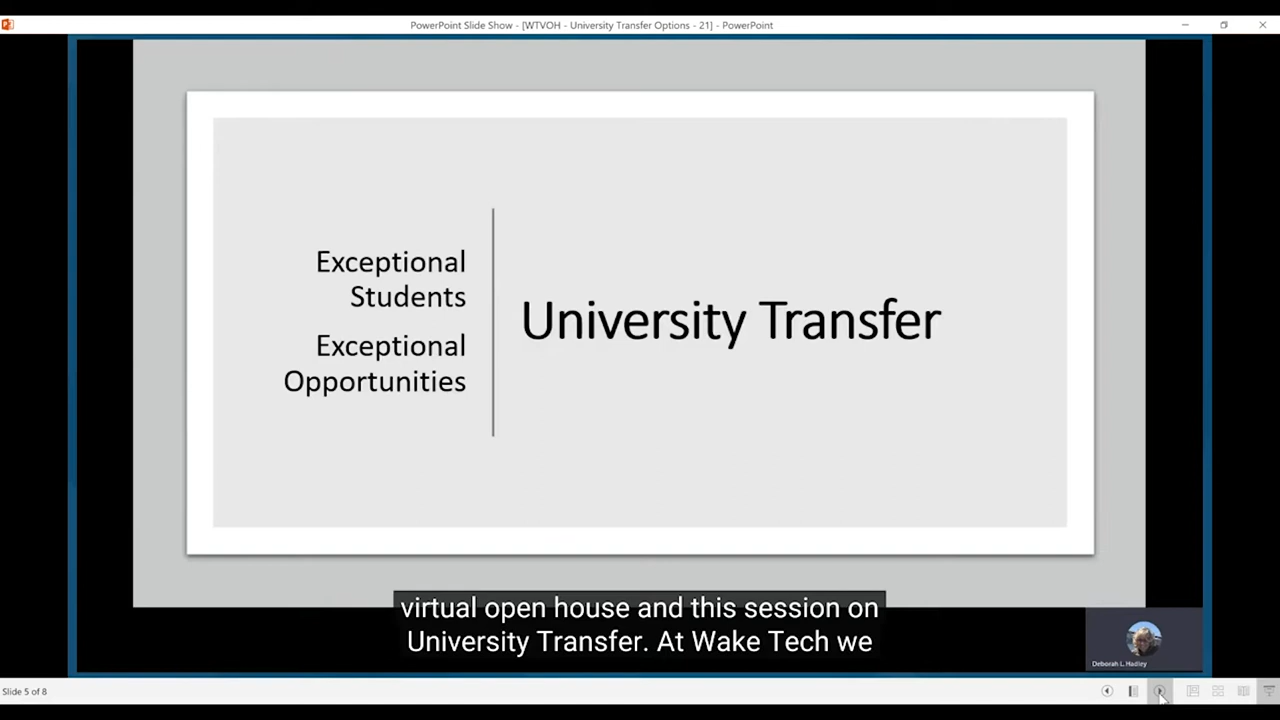 PowerPoint Slide Show - [WTVOH - University Transfer Options - 21] - PowerPoint
Exceptional
Students
Exceptional
Opportunities
University Transfer
virtual open house and this session on
University Transfer. At Wake Tech we
Deborah L. Hadley
Slide 5 of 8